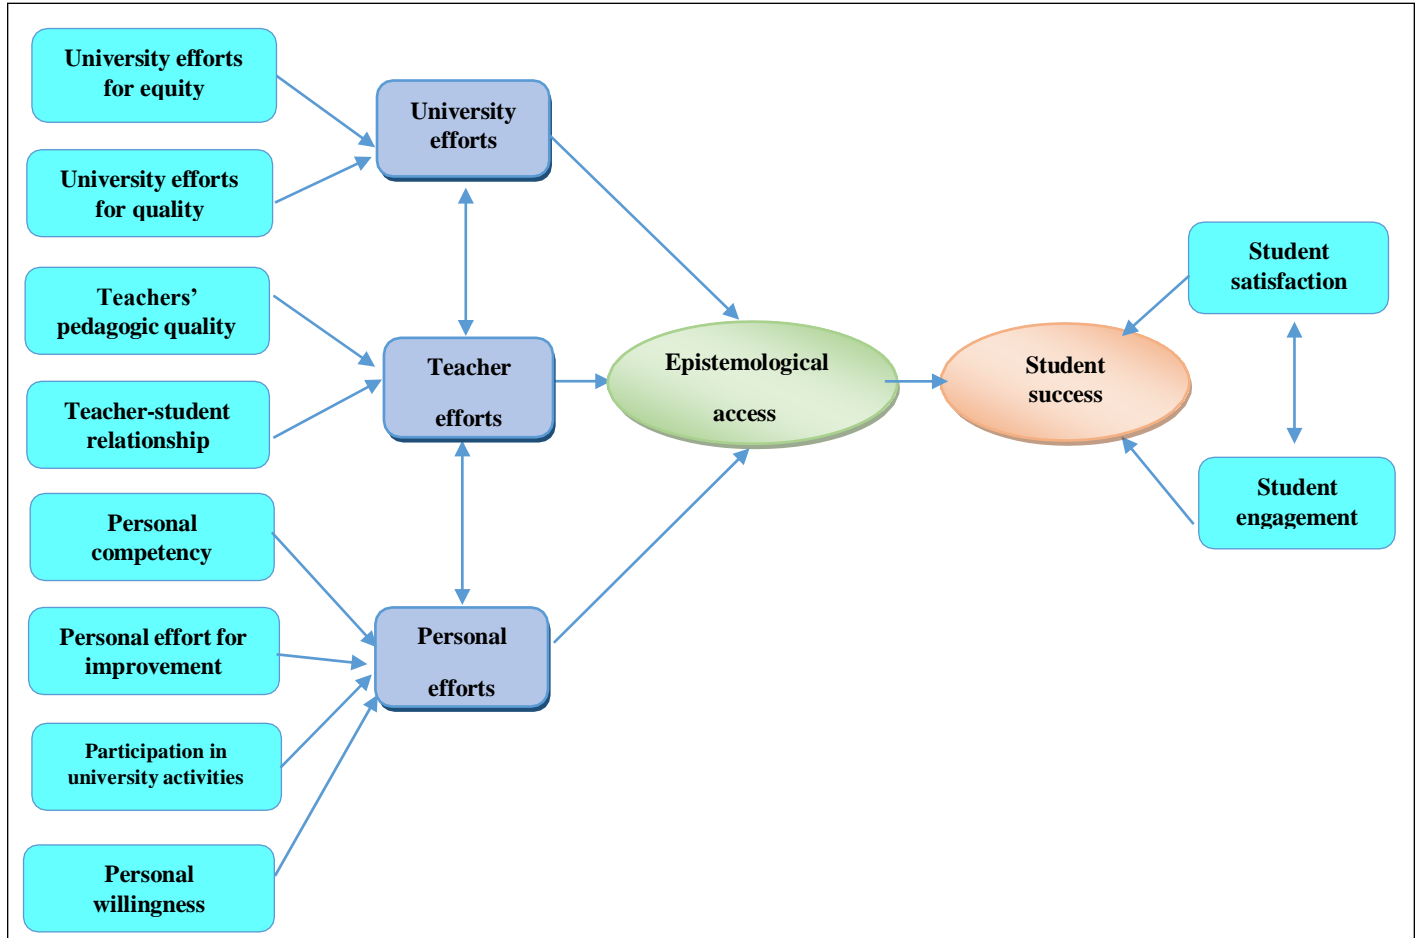 University efforts
for equity
University efforts
for quality
Teachers’
pedagogic quality
Teacher-student
relationship
Personal
competency
Personal effort for
improvement
Participation in
university activities
Personal
willingness
University
efforts
Teacher
efforts
Personal
efforts
Epistemological
access
Student
success
Student
satisfaction
Student
engagement